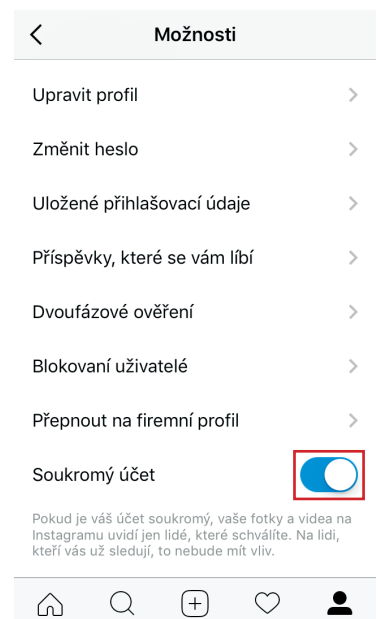 Možnosti
Upravit profil
Změnit heslo
Uložené přihlašovací údaje
Příspěvky, které se vám líbí
Dvoufázové ověření
Blokovaní uživatelé
Přepnout na firemní profil
Soukromý účet
Pokud je váš účet soukromý, vaše fotky a videa na
Instagramu uvidí jen lidé, které schválíte. Na lidi,
kteří vás už sledují, to nebude mít vliv.